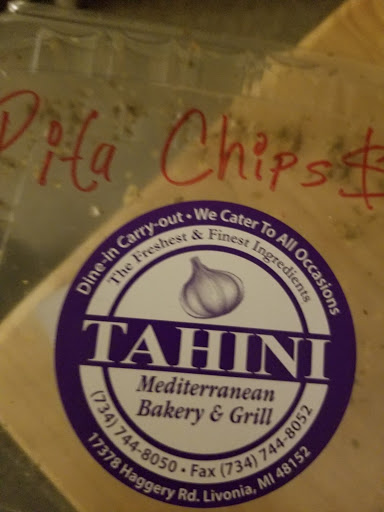 Pita Chips $
Dine-in Carry-out • We Cater To All Occasions
The Freshest & Finest Ingredients
TAHINI
Mediterranean
Bakery & Grill
(734) 744-8050 • Fax (734) 744-8052
17378 Haggery Rd. Livonia, MI 48152